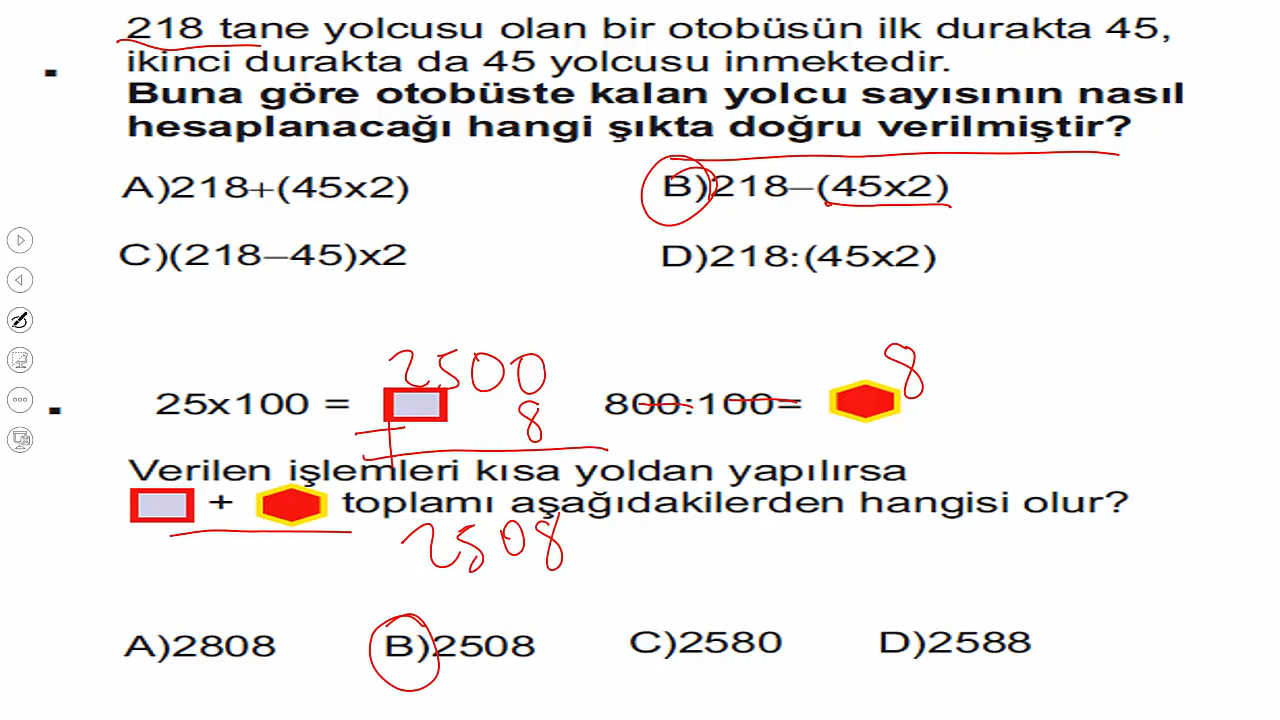 218 tane yolcusu olan bir otobüsün ilk durakta 45,
ikinci durakta da 45 yolcusu inmektedir.
Buna göre otobüste kalan yolcu sayısının nasıl
hesaplanacağı hangi şıkta doğru verilmiştir?
A)218+(45x2) B)218–(45x2)
C)(218–45)x2 D)218:(45x2)
2500 8
25x100 = 800:100=
+ 8
Verilen işlemleri kısa yoldan yapılırsa
+ toplamı aşağıdakilerden hangisi olur?
2508
A)2808 B)2508 C)2580 D)2588